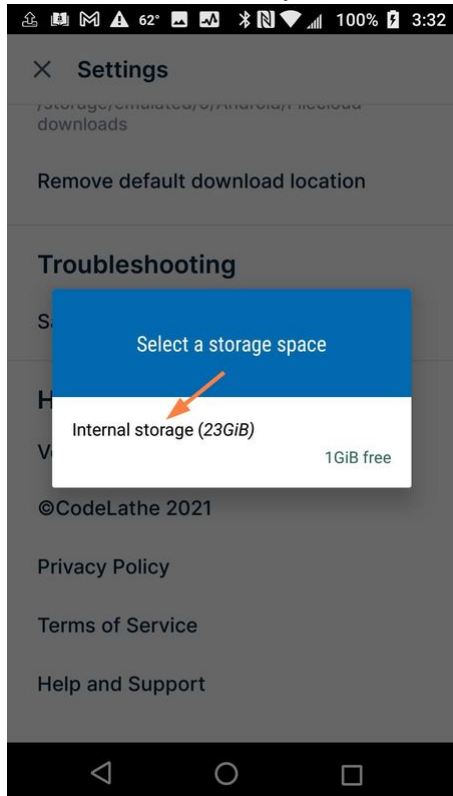 62° 100% 3:32
Settings
downloads
Remove default download location
Troubleshooting
Select a storage space
Internal storage (23GiB)
1GiB free
©CodeLathe 2021
Privacy Policy
Terms of Service
Help and Support